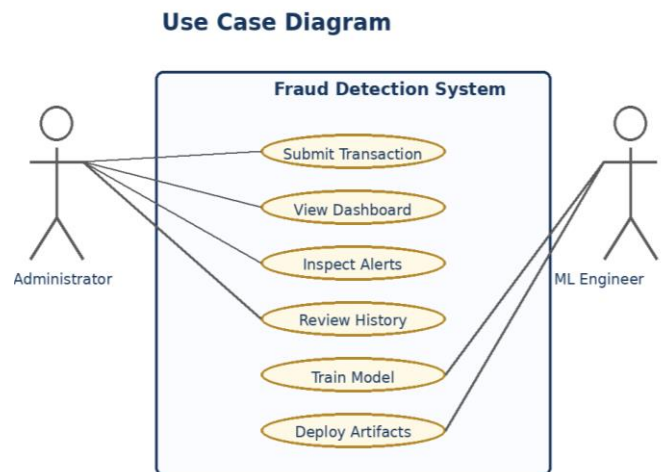 Use Case Diagram
Fraud Detection System
Submit Transaction
View Dashboard
Inspect Alerts
Administrator
ML Engineer
Review History
Train Model
Deploy Artifacts